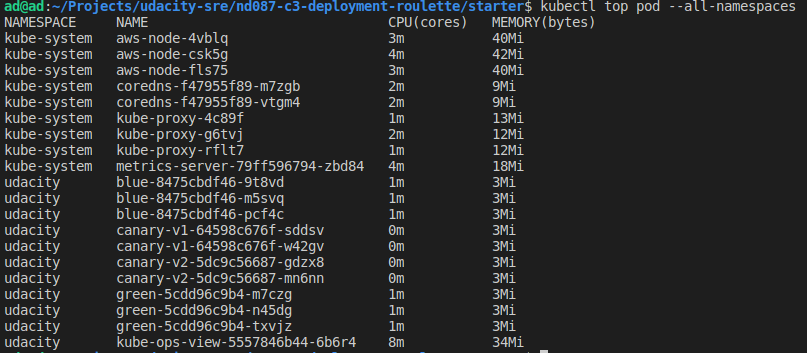 ad@ad:~/Projects/udacity-sre/nd087-c3-deployment-roulette/starter$ kubectl top pod --all-namespaces
NAMESPACE NAME CPU(cores) MEMORY(bytes)
kube-system aws-node-4vblq 3m 40Mi
kube-system aws-node-csk5g 4m 42Mi
kube-system aws-node-fls75 3m 40Mi
kube-system coredns-f47955f89-m7zgb 2m 9Mi
kube-system coredns-f47955f89-vtgm4 2m 9Mi
kube-system kube-proxy-4c89f 1m 13Mi
kube-system kube-proxy-g6tvj 2m 12Mi
kube-system kube-proxy-rflt7 1m 12Mi
kube-system metrics-server-79ff596794-zbd84 4m 18Mi
udacity blue-8475cbdf46-9t8vd 1m 3Mi
udacity blue-8475cbdf46-m5svq 1m 3Mi
udacity blue-8475cbdf46-pcf4c 1m 3Mi
udacity canary-v1-64598c676f-sddsv 0m 3Mi
udacity canary-v1-64598c676f-w42gv 0m 3Mi
udacity canary-v2-5dc9c56687-gdzx8 0m 3Mi
udacity canary-v2-5dc9c56687-mn6nn 0m 3Mi
udacity green-5cdd96c9b4-m7czg 1m 3Mi
udacity green-5cdd96c9b4-n45dg 1m 3Mi
udacity green-5cdd96c9b4-txvjz 1m 3Mi
udacity kube-ops-view-5557846b44-6b6r4 8m 34Mi